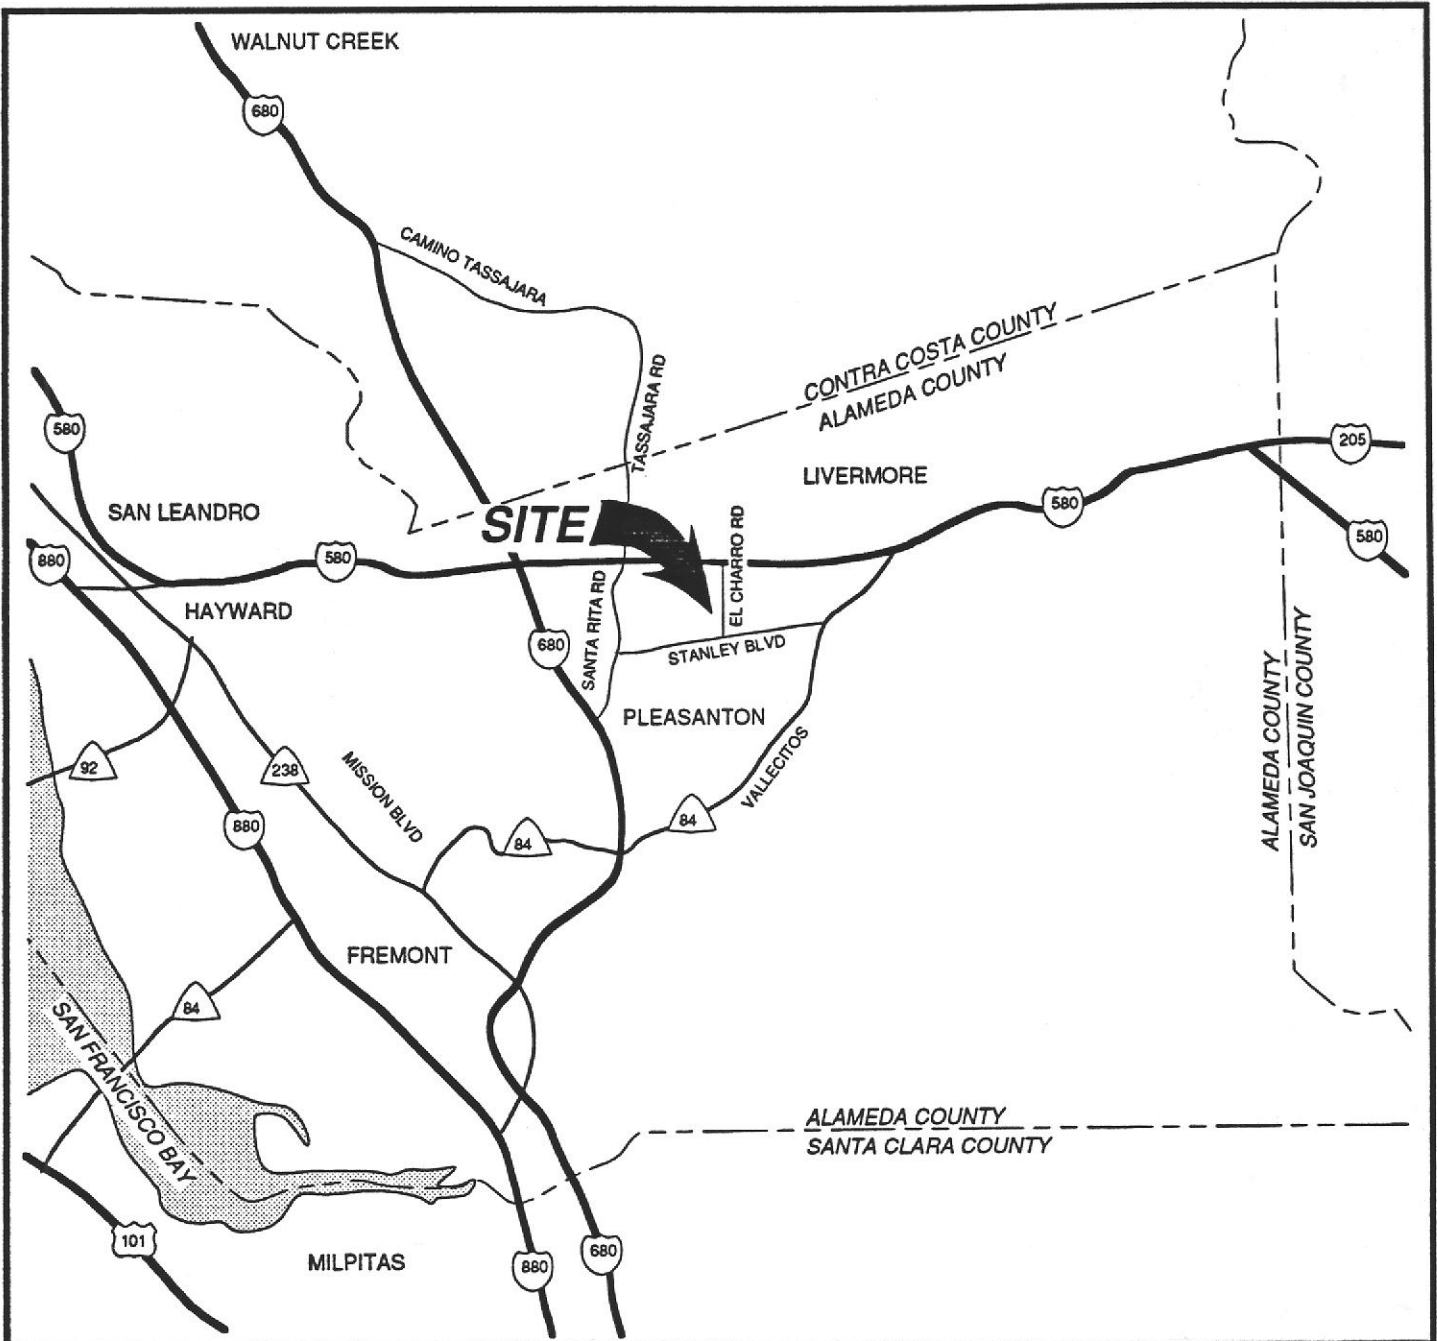 WALNUT CREEK
680
CAMINO TASSAJARA
TASSAJARA RD
CONTRA COSTA COUNTY
ALAMEDA COUNTY
580
205
LIVERMORE
SAN LEANDRO
SITE
580
580
880
580
EL CHARRO RD
HAYWARD
SANTA RITA RD
680
STANLEY BLVD
ALAMEDA COUNTY
SAN JOAQUIN COUNTY
PLEASANTON
92
238
MISSION BLVD
VALLECITOS
880
84
84
FREMONT
84
SAN FRANCISCO BAY
ALAMEDA COUNTY
SANTA CLARA COUNTY
101
MILPITAS
880
680